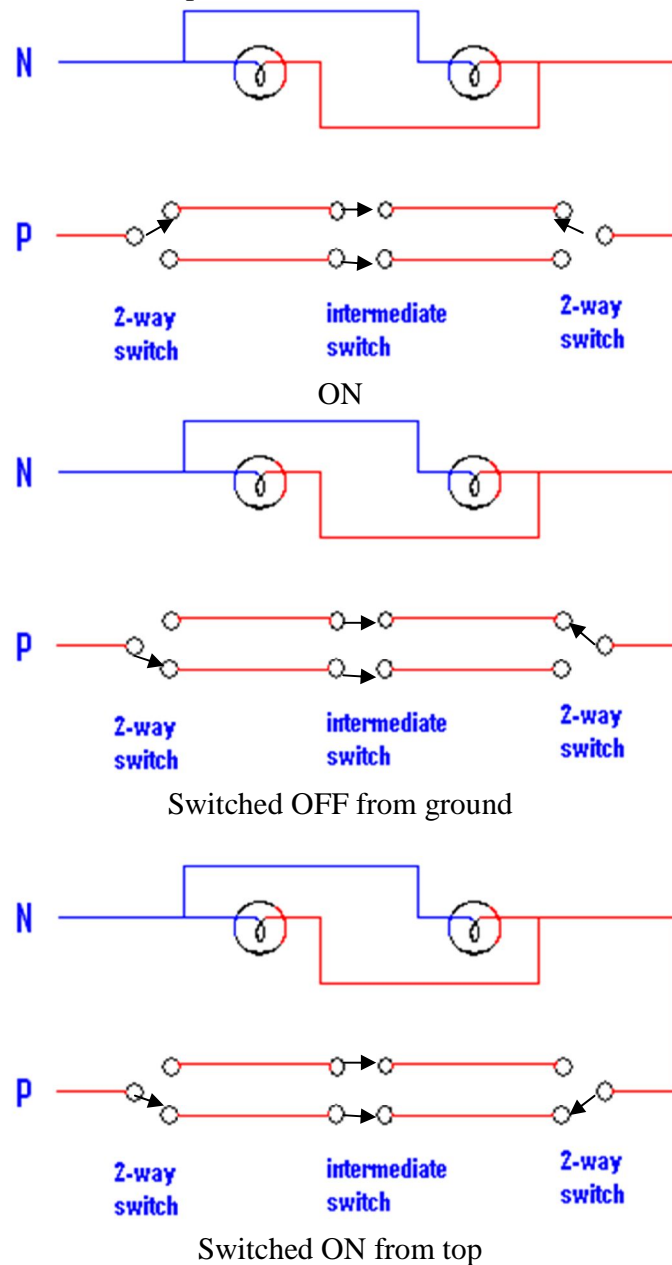 N
P
2-way intermediate 2-way
switch switch switch
ON
N
P
2-way intermediate 2-way
switch switch switch
Switched OFF from ground
N
P
2-way intermediate 2-way
switch switch switch
Switched ON from top